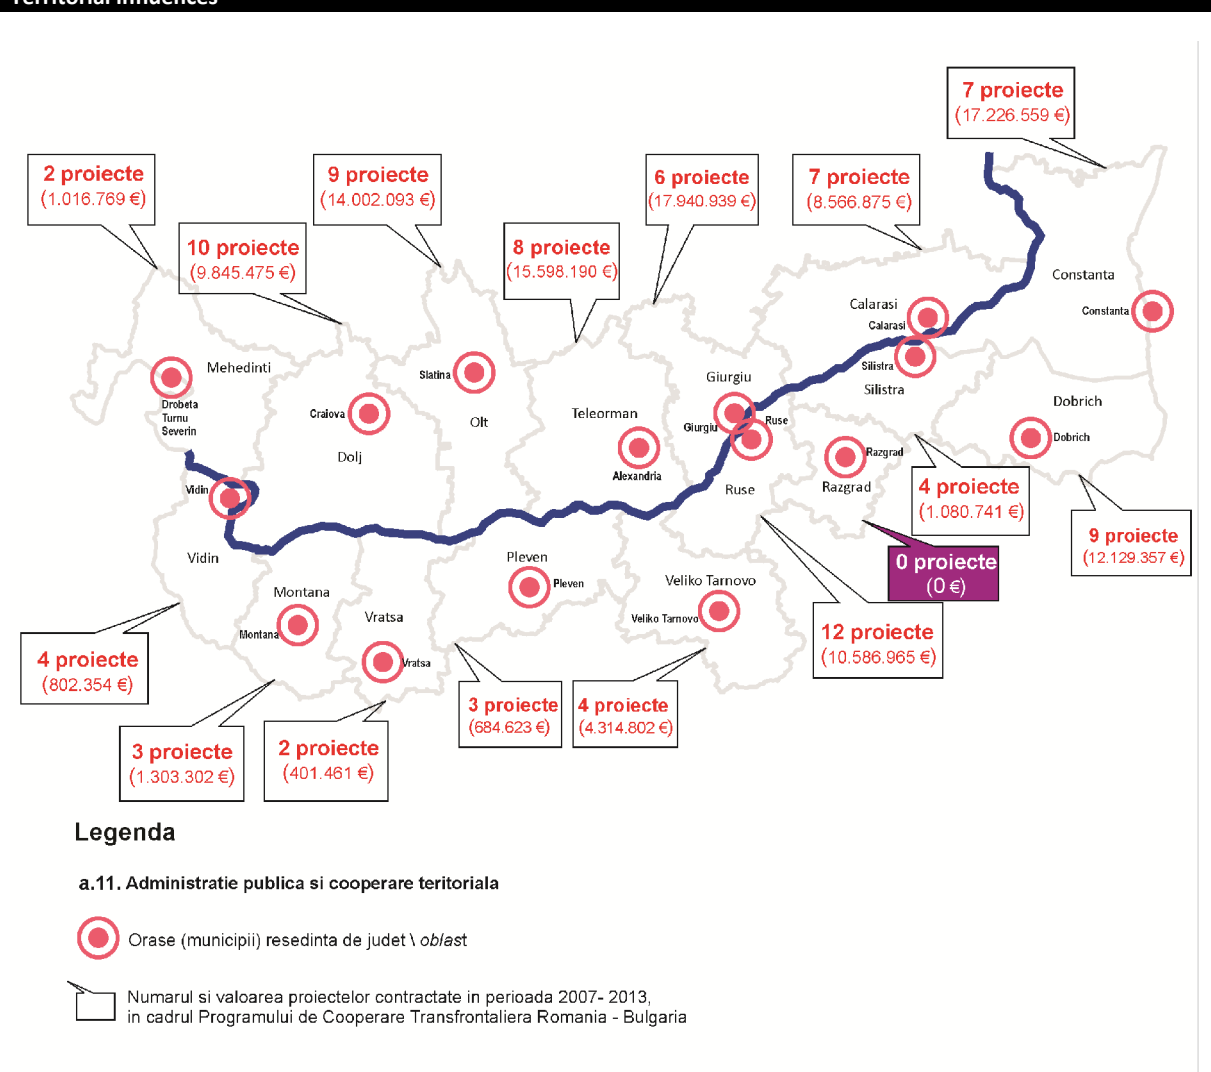 Territorial influences
7 proiecte
(17.226.559 €)
2 proiecte
(1.016.769 €)
9 proiecte
(14.002.093 €)
6 proiecte
(17.940.939 €)
7 proiecte
(8.566.875 €)
10 proiecte
(9.845.475 €)
8 proiecte
(15.598.190 €)
Constanta
Constanta
Calarasi
Calarasi
Silistra
Silistra
Mehedinti
Drobeta
Turnu
Severin
Slatina
Olt
Craiova
Dolj
Teleorman
Alexandria
Giurgiu
Giurgiu
Ruse
Ruse
Dobrich
Dobrich
Razgrad
Razgrad
Vidin
Vidin
4 proiecte
(1.080.741 €)
9 proiecte
(12.129.357 €)
0 proiecte
(0 €)
Pleven
Pleven
Veliko Tarnovo
Veliko Tarnovo
Montana
Montana
Vratsa
Vratsa
12 proiecte
(10.586.965 €)
4 proiecte
(802.354 €)
3 proiecte
(684.623 €)
4 proiecte
(4.314.802 €)
3 proiecte
(1.303.302 €)
2 proiecte
(401.461 €)
Legenda
a.11. Administratie publica si cooperare teritoriala
Orase (municipii) resedinta de judet \ oblast
Numarul si valoarea proiectelor contractate in perioada 2007- 2013,
in cadrul Programului de Cooperare Transfrontaliera Romania - Bulgaria